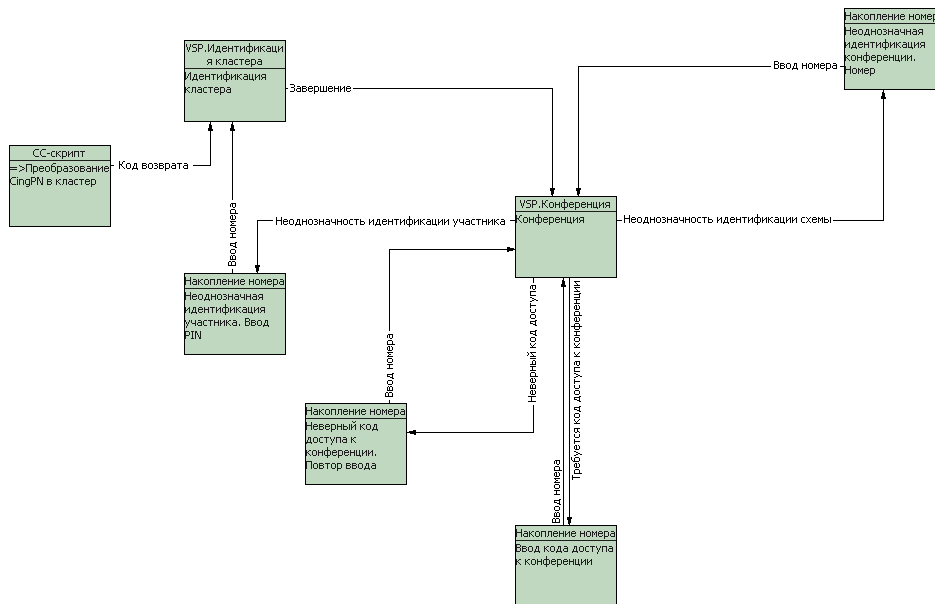 Накопление номер
Неоднозначная
идентификация
конференции.
Номер
VSP.Идентификаци
я кластера
Идентификация
кластера
Ввод номера
Завершение
СС-скрипт
=>Преобразование
CingPN в кластер
Код возврата
VSP.Конференция
Конференция
Неоднозначность идентификации участника
Неоднозначность идентификации схемы
Ввод номера
Накопление номера
Неоднозначная
идентификация
участника. Ввод
PIN
Неверный код доступа
Требуется код доступа к конференции
Ввод номера
Накопление номера
Неверный код
доступа к
конференции.
Повтор ввода
Ввод номера
Накопление номера
Ввод кода доступа
к конференции